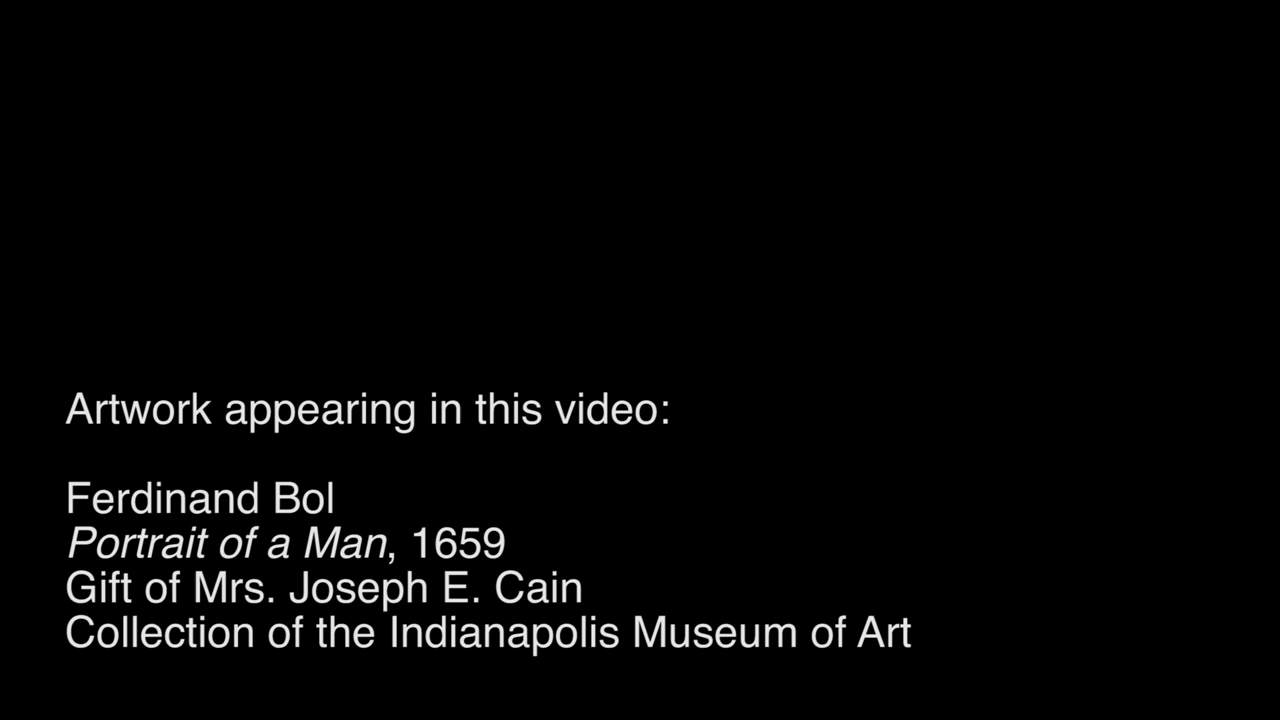 Artwork appearing in this video:
Ferdinand Bol
Portrait of a Man, 1659
Gift of Mrs. Joseph E. Cain
Collection of the Indianapolis Museum of Art